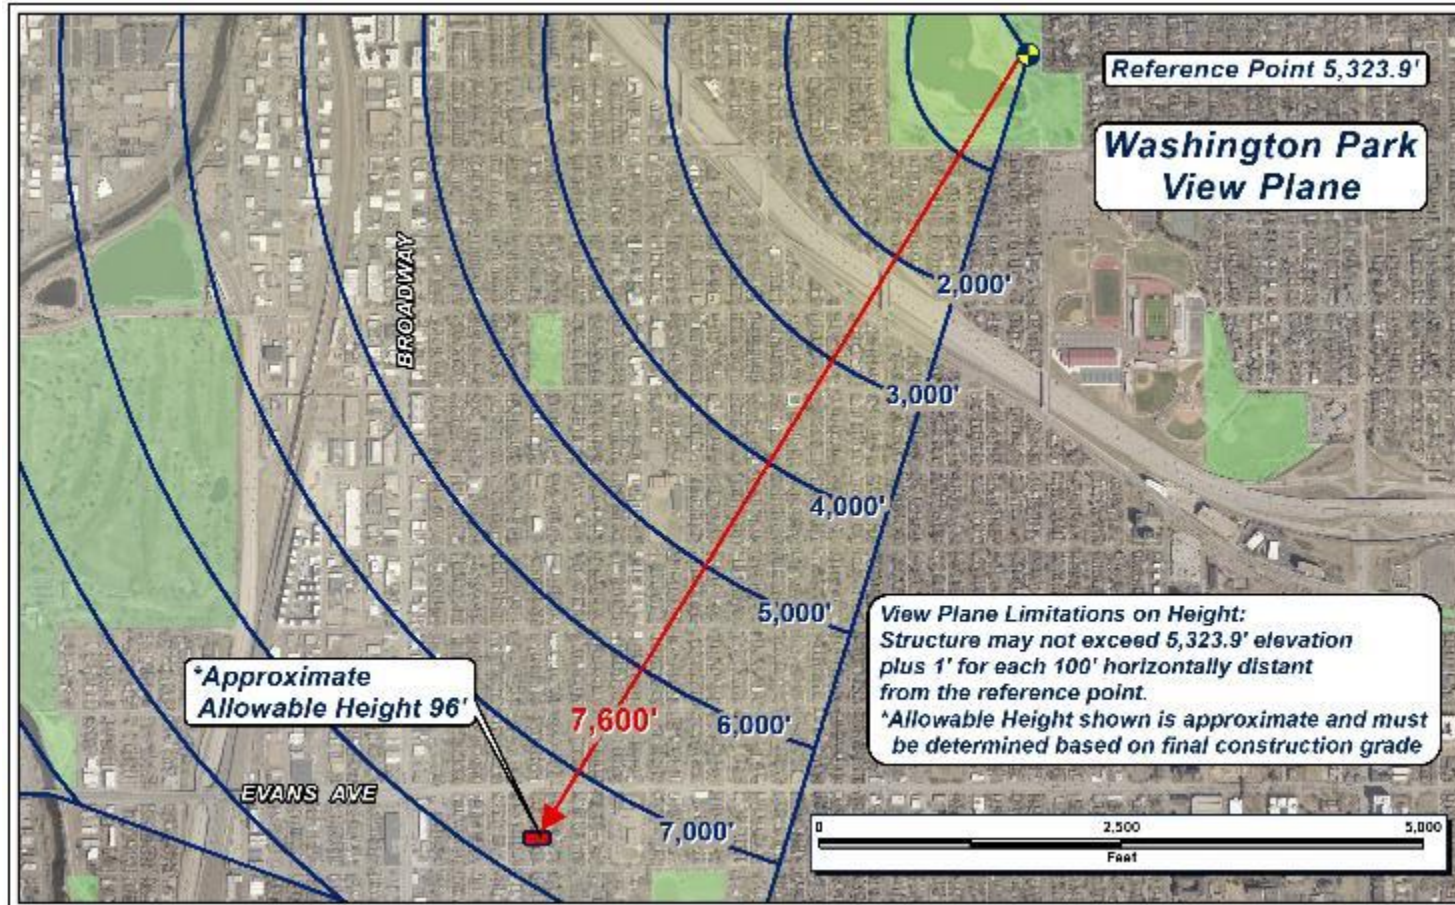 Reference Point 5,323.9'
Washington Park
View Plane
BROADWAY
2,000'
3,000'
4,000'
5,000'
6,000'
7,000'
7,600'
*Approximate
Allowable Height 96'
EVANS AVE
View Plane Limitations on Height:
Structure may not exceed 5,323.9' elevation
plus 1' for each 100' horizontally distant
from the reference point.
*Allowable Height shown is approximate and must
be determined based on final construction grade
0 2,500 5,000
Feet